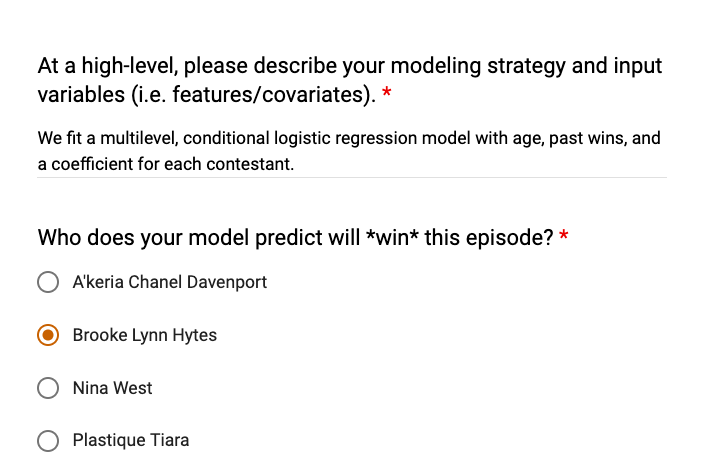 At a high-level, please describe your modeling strategy and input
variables (i.e. features/covariates). *
We fit a multilevel, conditional logistic regression model with age, past wins, and
a coefficient for each contestant.
Who does your model predict will *win* this episode? *
A'keria Chanel Davenport
Brooke Lynn Hytes
Nina West
Plastique Tiara